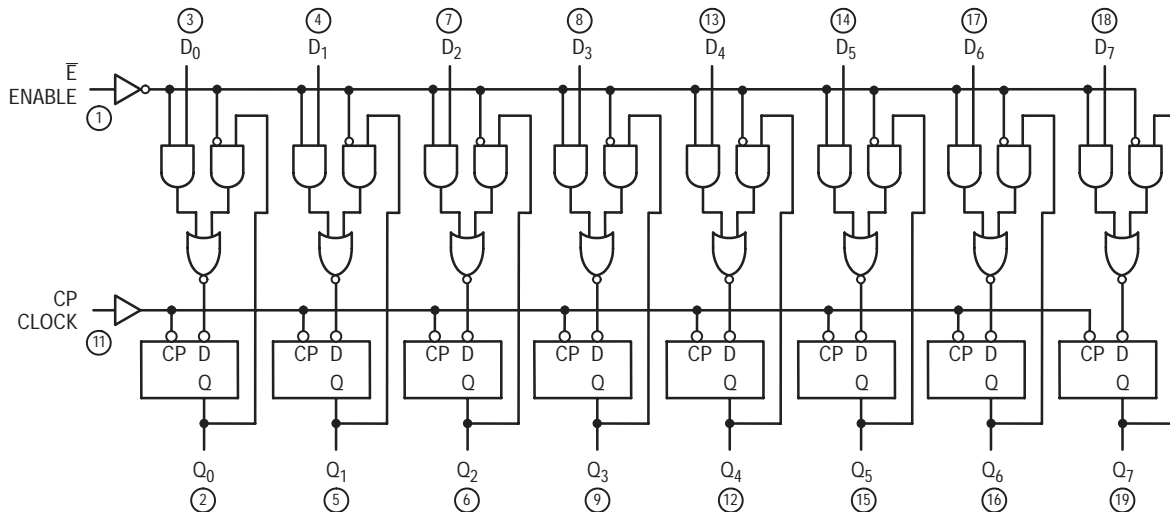 3 4 7 8 13 14 17 18
D0 D1 D2 D3 D4 D5 D6 D7
E̅
ENABLE
1
CP
CLOCK
11
CP D CP D CP D CP D CP D CP D CP D CP D
Q Q Q Q Q Q Q Q
Q0 Q1 Q2 Q3 Q4 Q5 Q6 Q7
2 5 6 9 12 15 16 19